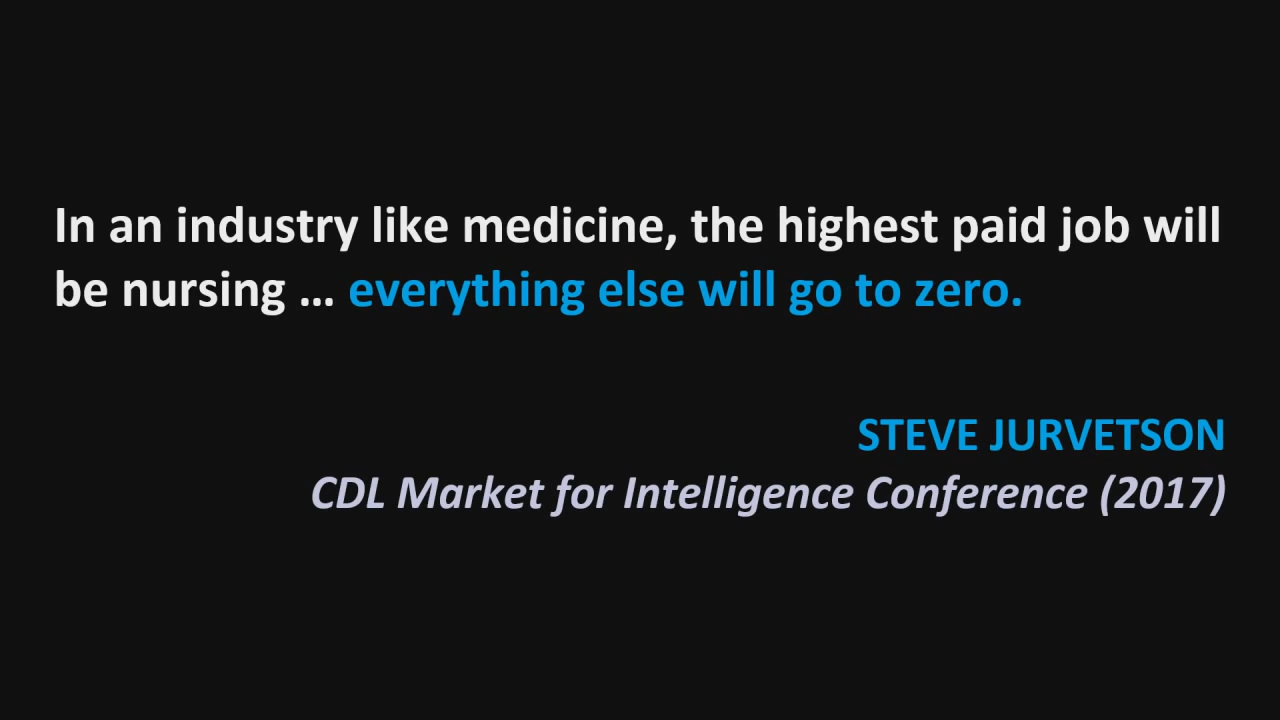 In an industry like medicine, the highest paid job will
be nursing … everything else will go to zero.
STEVE JURVETSON
CDL Market for Intelligence Conference (2017)